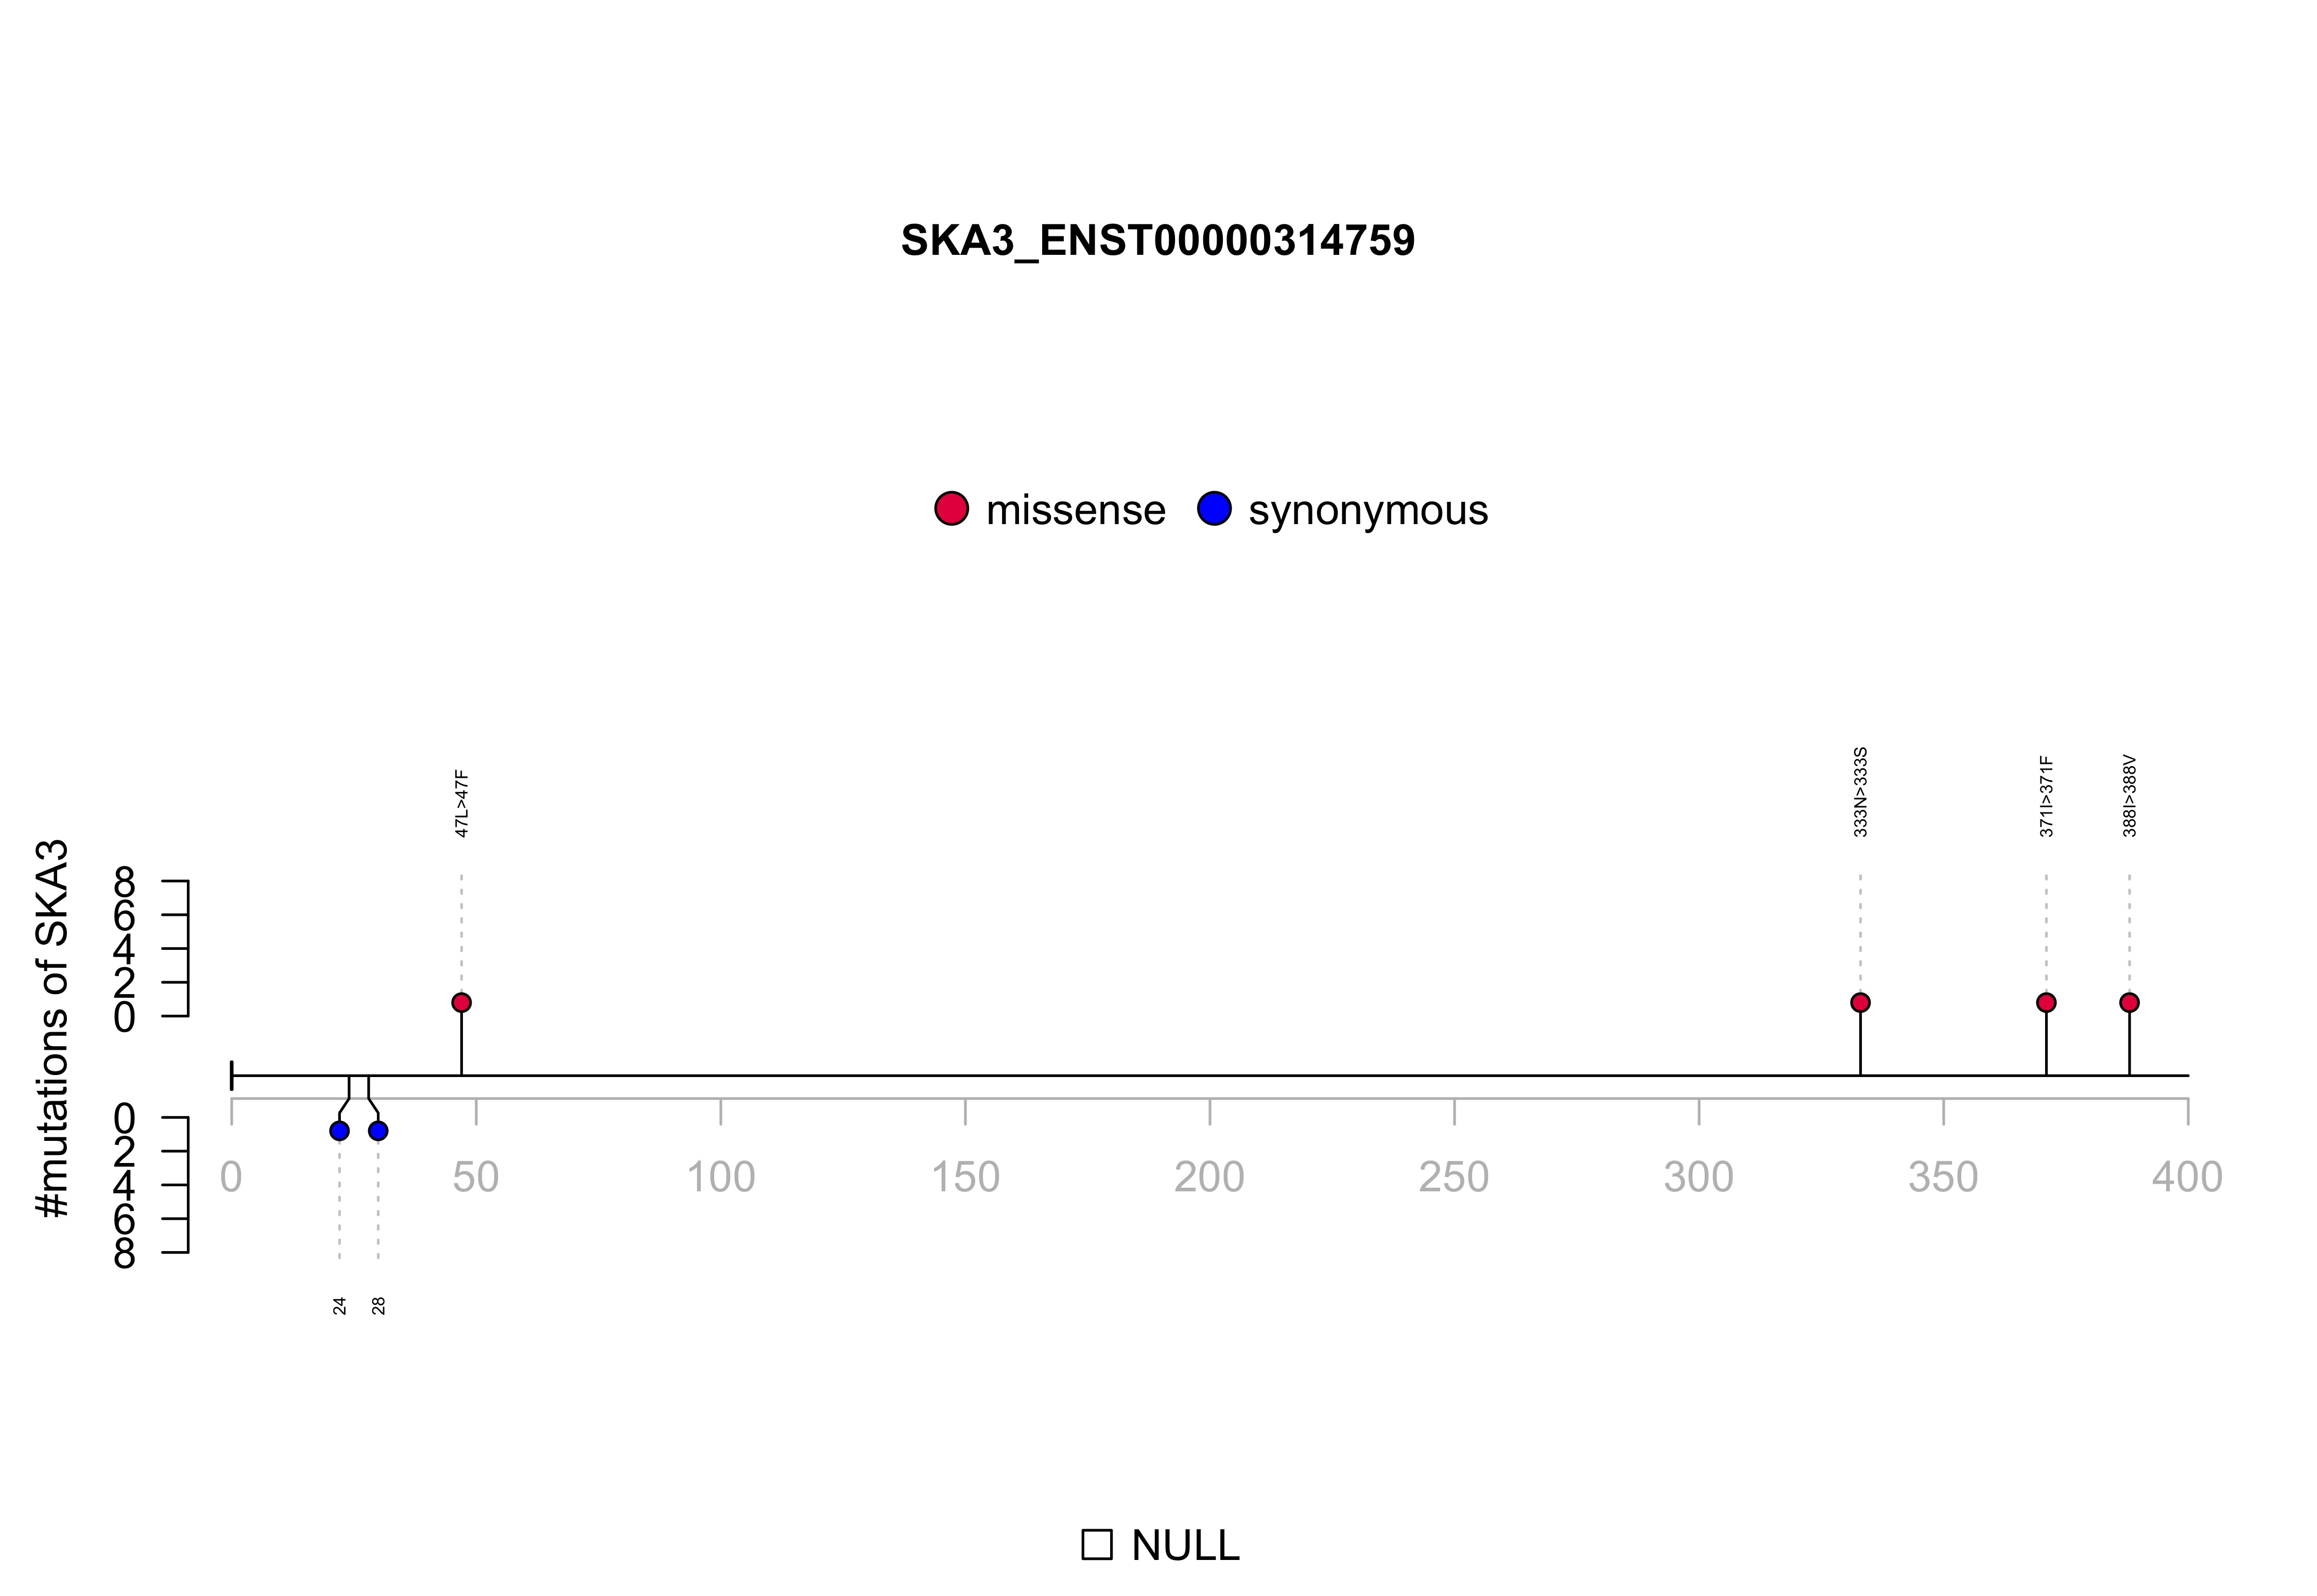 SKA3_ENST00000314759
missense synonymous
47L>47F
333N>333S
371I>371F
388I>388V
#mutations of SKA3
8
6
4
2
0
0
2
4
6
8
0 50 100 150 200 250 300 350 400
24
28
NULL